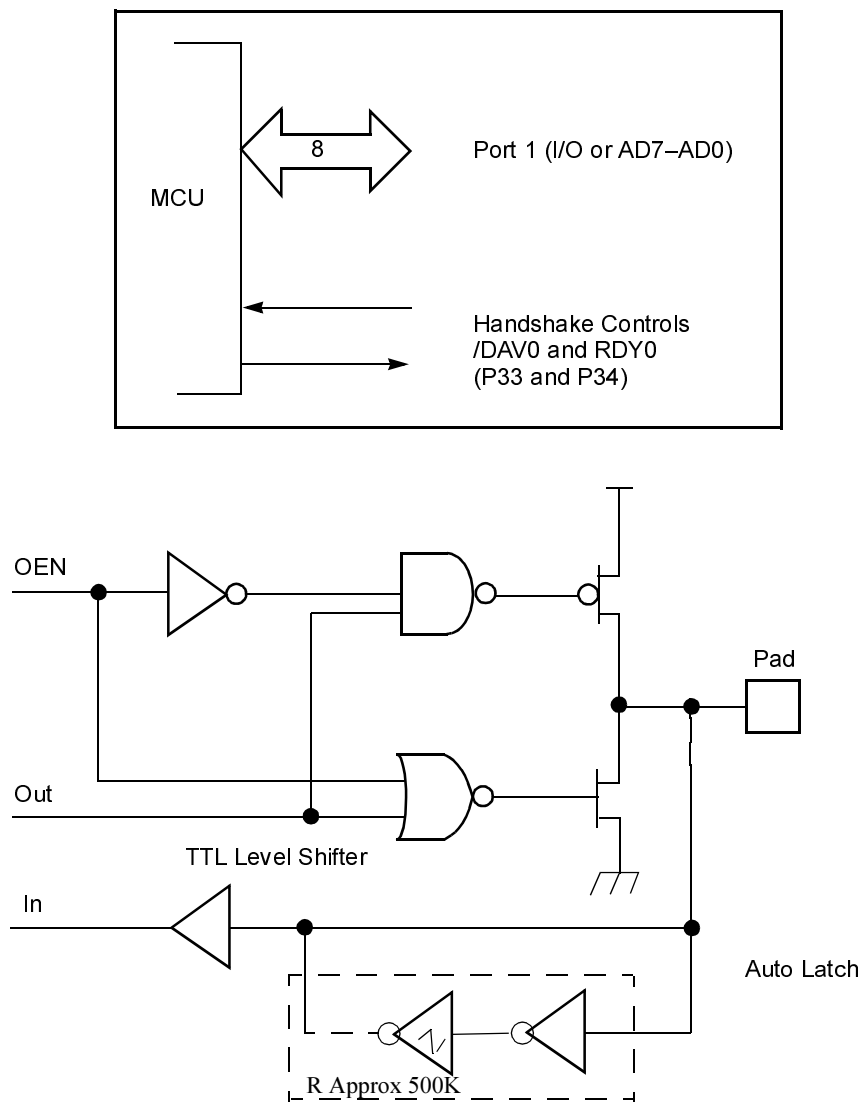 8
Port 1 (I/O or AD7–AD0)
MCU
Handshake Controls
/DAV0 and RDY0
(P33 and P34)
OEN
Pad
Out
TTL Level Shifter
In
Auto Latch
R Approx 500K